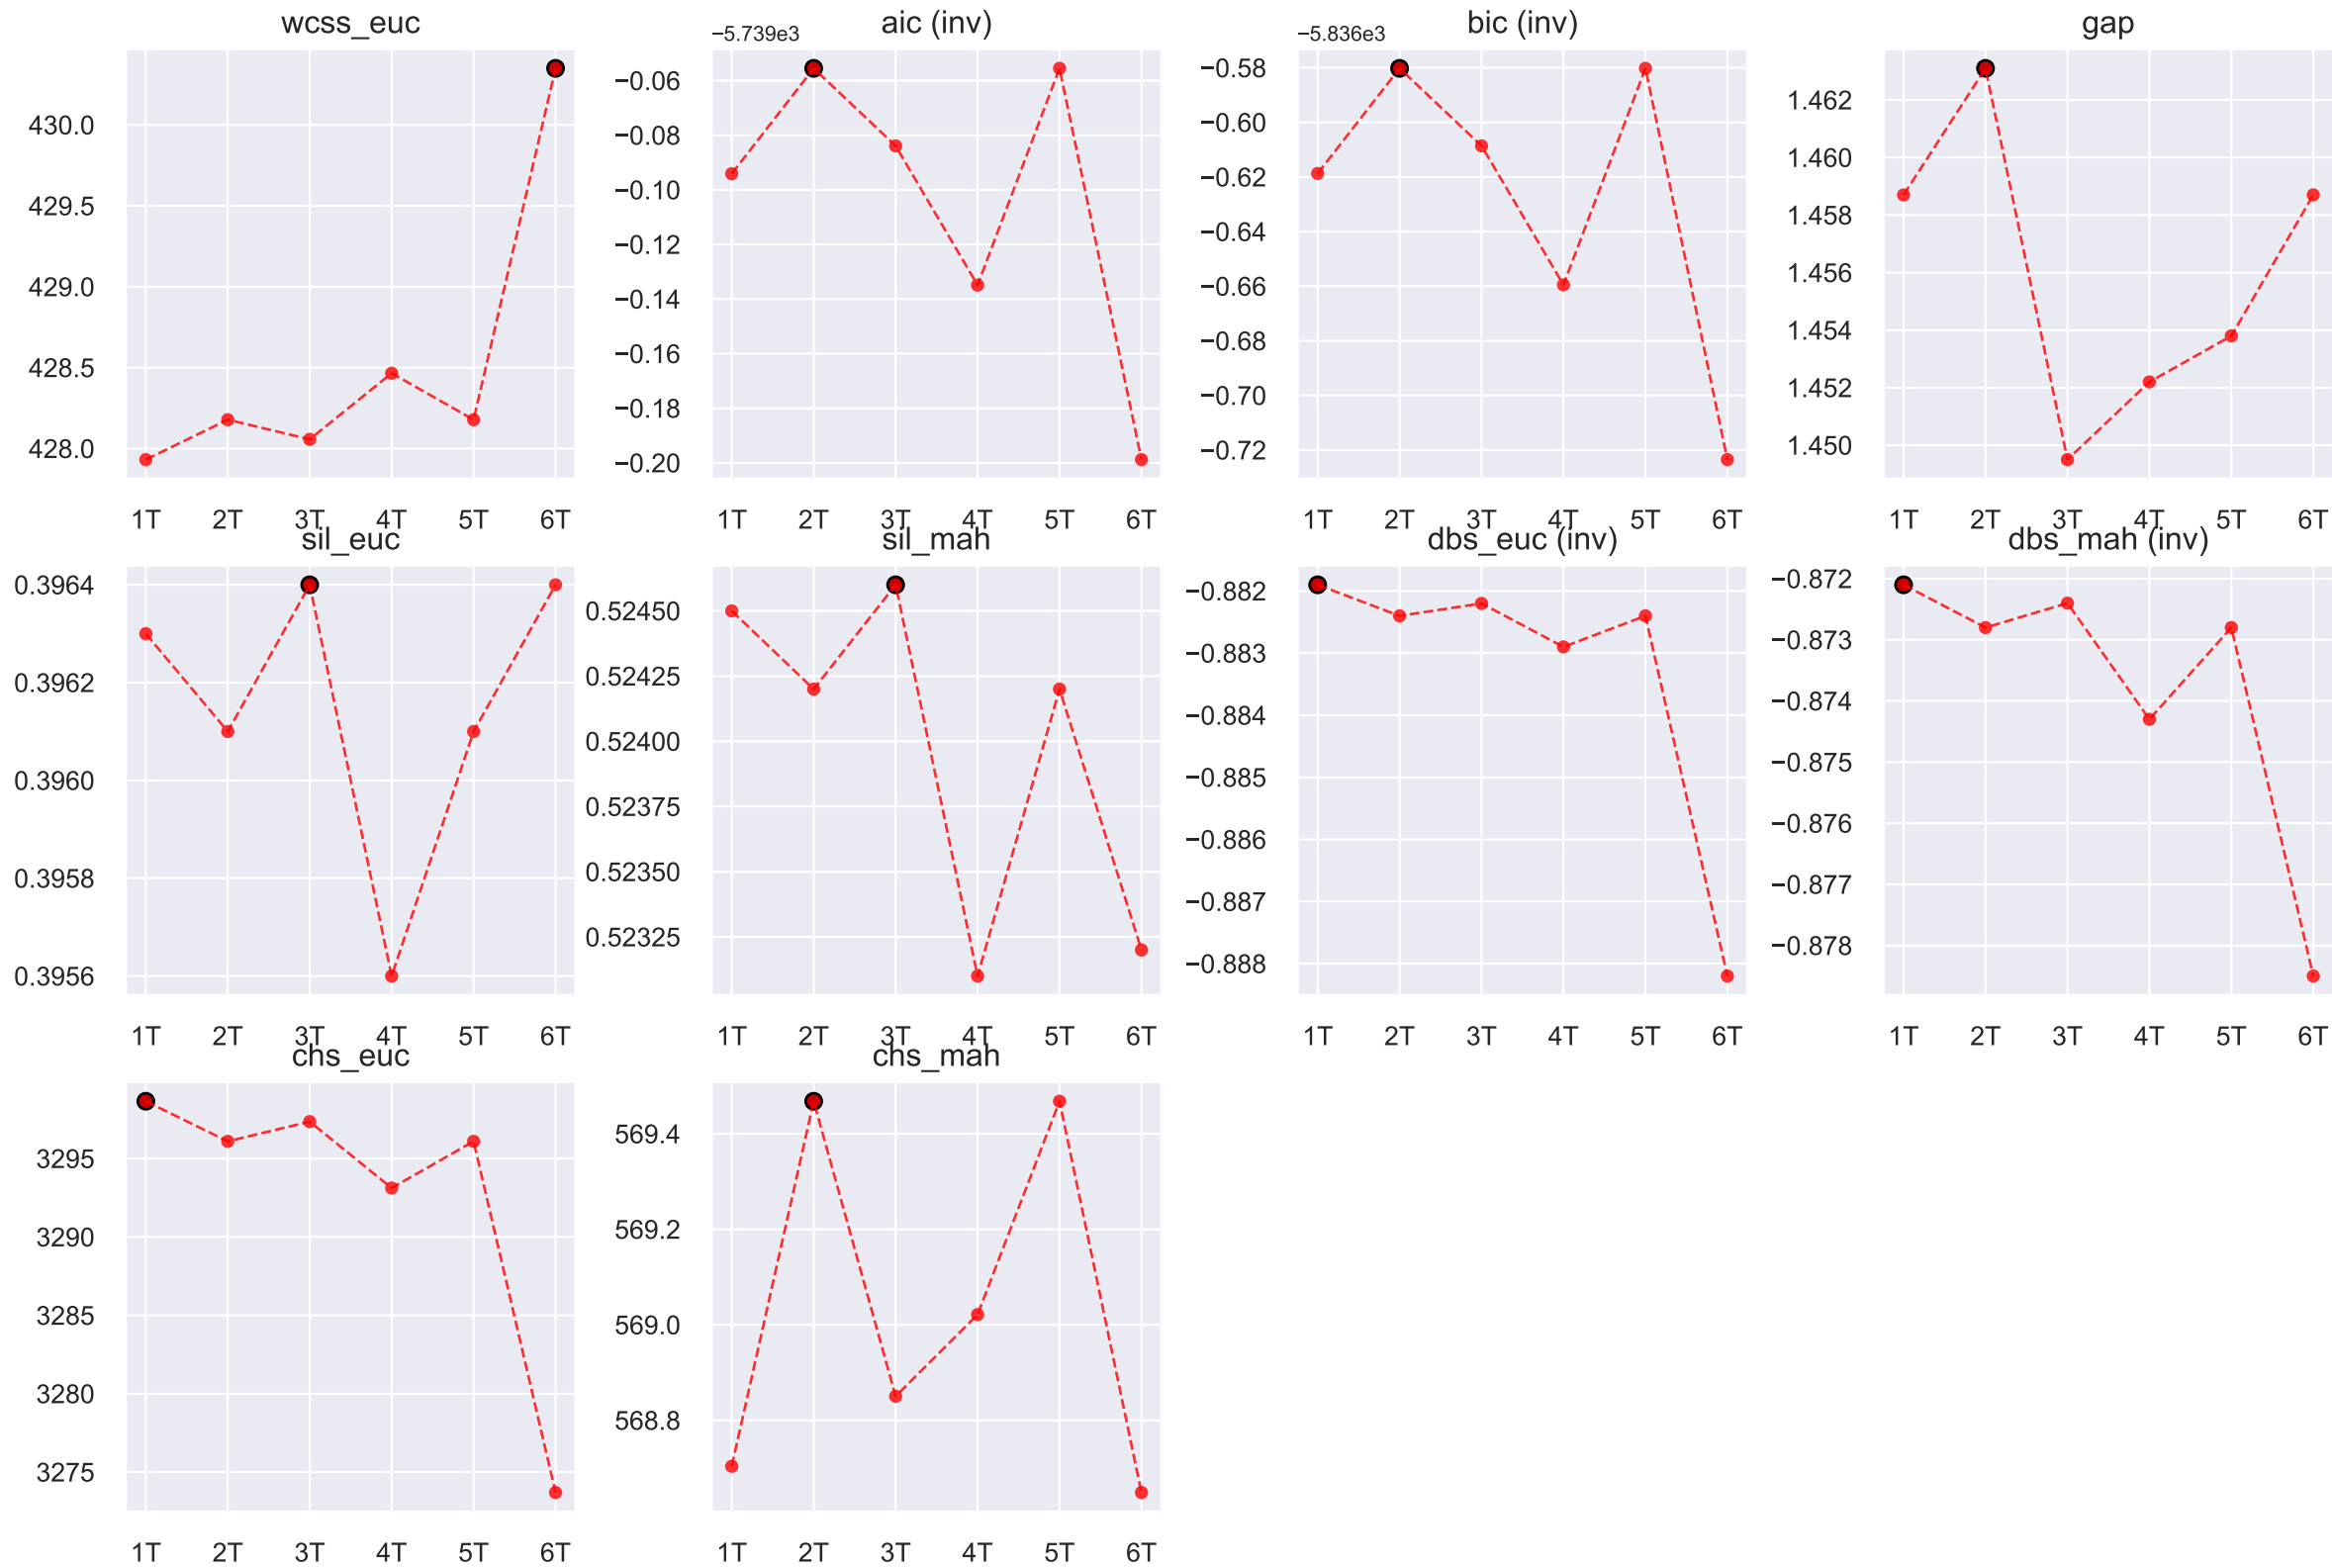 wcss_euc
430.0
429.5
429.0
428.5
428.0
1T 2T 3T 4T 5T 6T
aic (inv)
−5.739e3
−0.06
−0.08
−0.10
−0.12
−0.14
−0.16
−0.18
−0.20
1T 2T 3T 4T 5T 6T
bic (inv)
−5.836e3
−0.58
−0.60
−0.62
−0.64
−0.66
−0.68
−0.70
−0.72
1T 2T 3T 4T 5T 6T
gap
1.462
1.460
1.458
1.456
1.454
1.452
1.450
1T 2T 3T 4T 5T 6T
sil_euc
0.3964
0.3962
0.3960
0.3958
0.3956
1T 2T 3T 4T 5T 6T
sil_mah
0.52450
0.52425
0.52400
0.52375
0.52350
0.52325
1T 2T 3T 4T 5T 6T
dbs_euc (inv)
−0.882
−0.883
−0.884
−0.885
−0.886
−0.887
−0.888
1T 2T 3T 4T 5T 6T
dbs_mah (inv)
−0.872
−0.873
−0.874
−0.875
−0.876
−0.877
−0.878
1T 2T 3T 4T 5T 6T
chs_euc
3295
3290
3285
3280
3275
1T 2T 3T 4T 5T 6T
chs_mah
569.4
569.2
569.0
568.8
1T 2T 3T 4T 5T 6T